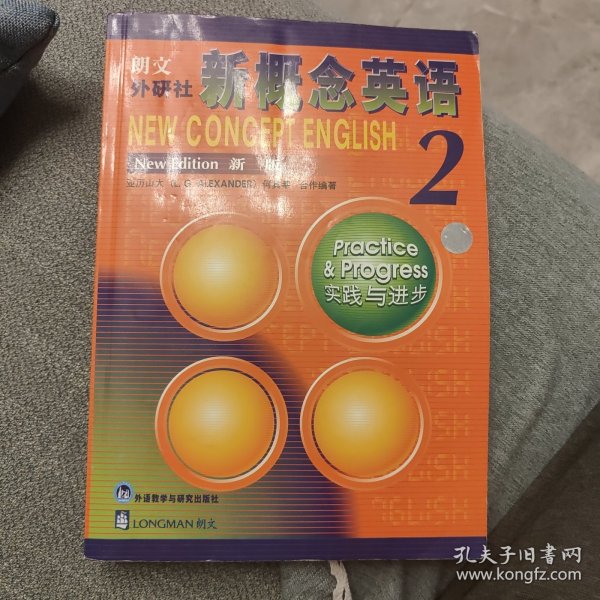 朗文
外研社
新概念英语
NEW CONCEPT ENGLISH
2
New Edition 新 版
亚历山大 (L. G. ALEXANDER) 何其莘 合作编著
Practice
& Progress
实践与进步
外语教学与研究出版社
LONGMAN 朗文
孔夫子旧书网
www.kongfz.com